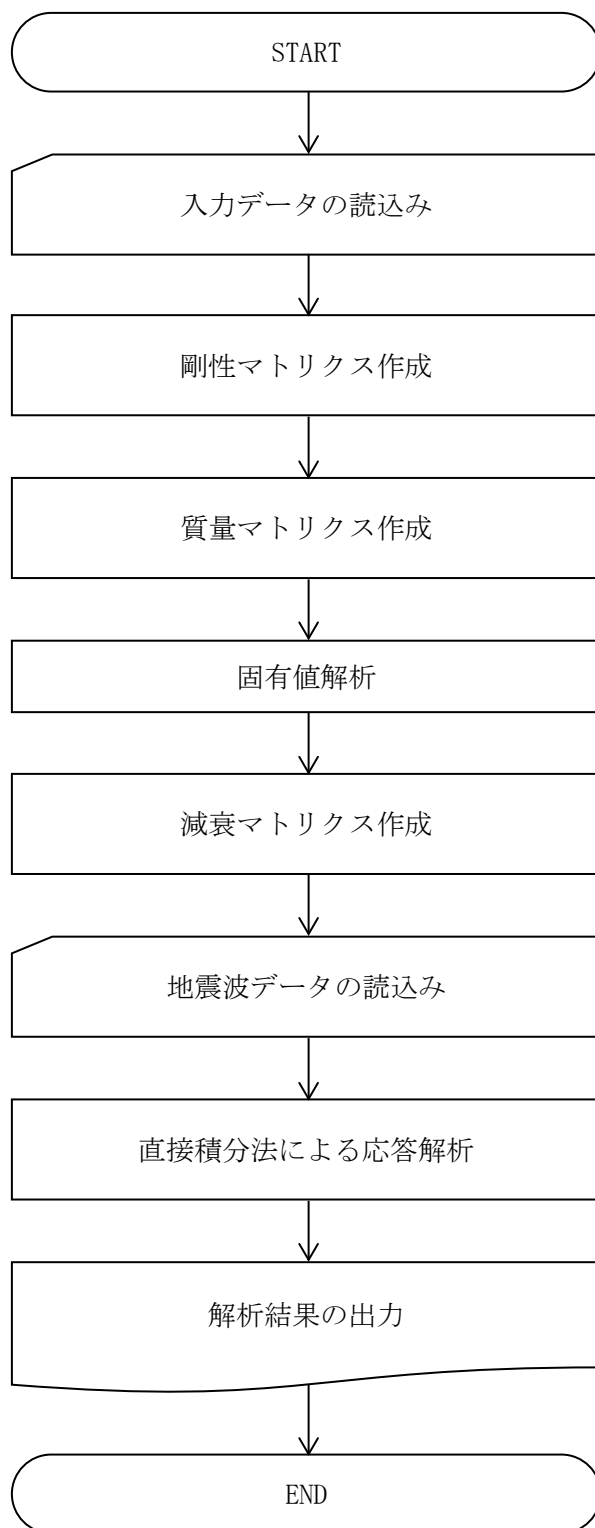 START
入力データの読込み
剛性マトリクス作成
質量マトリクス作成
固有値解析
減衰マトリクス作成
地震波データの読込み
直接積分法による応答解析
解析結果の出力
END